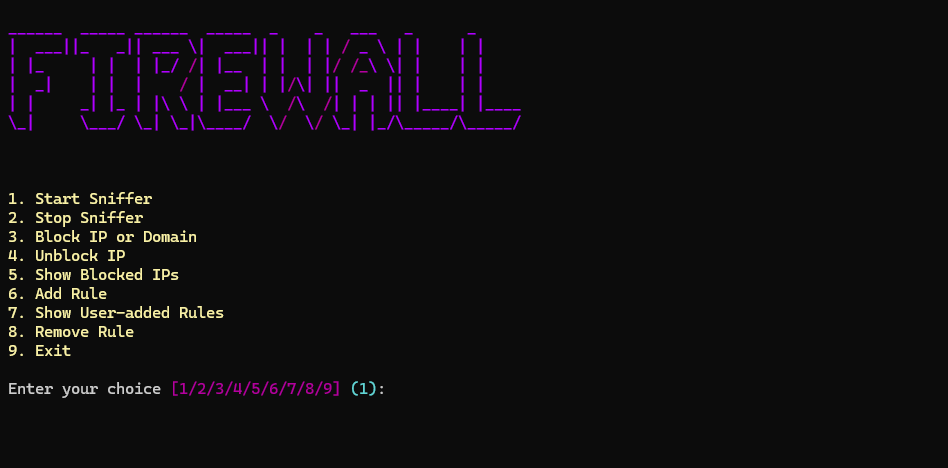 FIREWALL
1. Start Sniffer
2. Stop Sniffer
3. Block IP or Domain
4. Unblock IP
5. Show Blocked IPs
6. Add Rule
7. Show User-added Rules
8. Remove Rule
9. Exit
Enter your choice [1/2/3/4/5/6/7/8/9] (1):